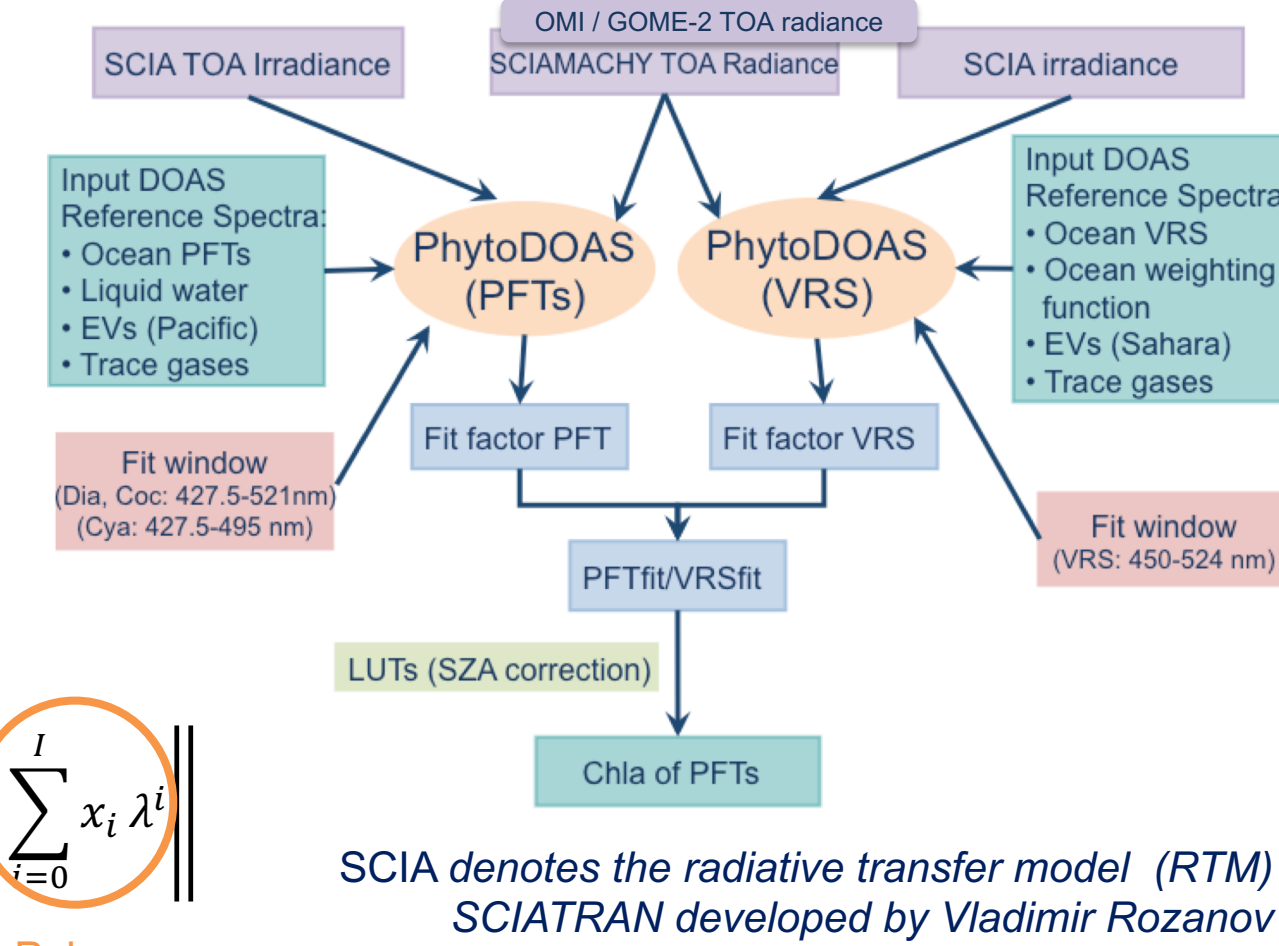 OMI / GOME-2 TOA radiance
SCIA TOA Irradiance
SCIAMACHY TOA Radiance
SCIA irradiance
Input DOAS
Reference Spectra:
• Ocean PFTs
• Liquid water
• EVs (Pacific)
• Trace gases
PhytoDOAS
(PFTs)
PhytoDOAS
(VRS)
Input DOAS
Reference Spectra
• Ocean VRS
• Ocean weighting
function
• EVs (Sahara)
• Trace gases
Fit window
(Dia, Coc: 427.5-521nm)
(Cya: 427.5-495 nm)
Fit factor PFT
Fit factor VRS
Fit window
(VRS: 450-524 nm)
PFTfit/VRSfit
LUTs (SZA correction)
Chla of PFTs
I
∑ x_i λ^i ‖
i=0
SCIA denotes the radiative transfer model (RTM)
SCIATRAN developed by Vladimir Rozanov